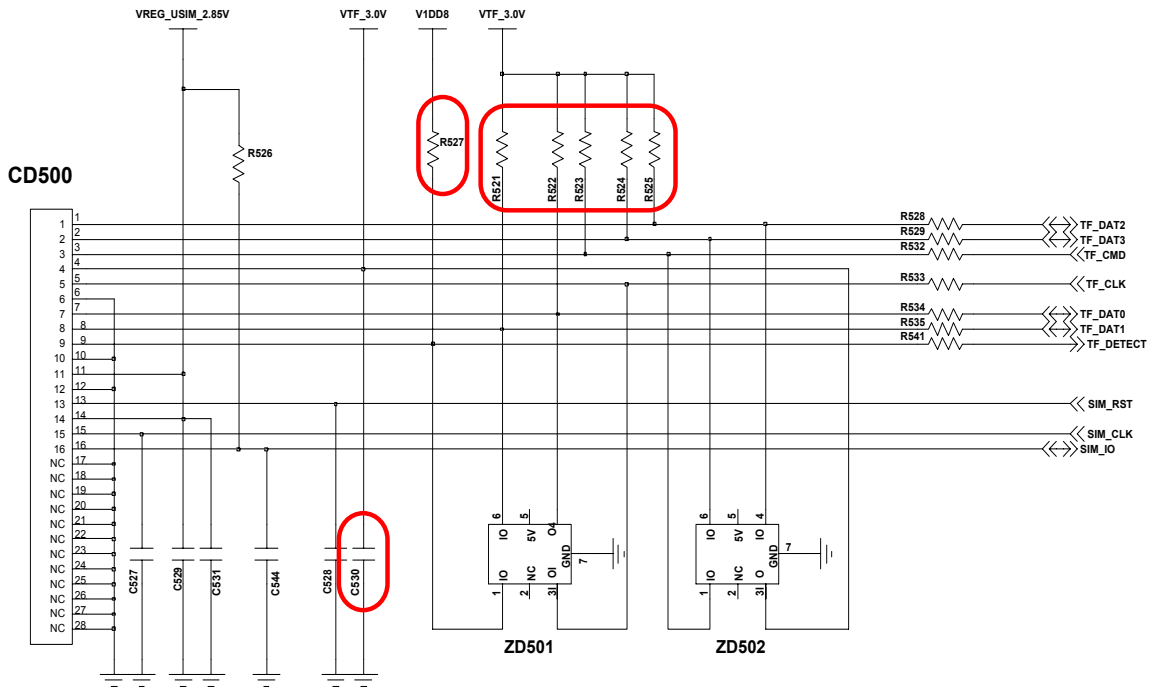 VREG_USIM_2.85V
VTF_3.0V
V1DD8
VTF_3.0V
R527
R526
R521
R522
R523
R524
R525
CD500
1 1
2 2
3 3
4 4
5 5
6 6
7 7
8 8
9 9
10 10
11 11
12 12
13 13
14 14
15 15
16 16
NC 17
NC 18
NC 19
NC 20
NC 21
NC 22
NC 23
NC 24
NC 25
NC 26
NC 27
NC 28
R528
TF_DAT2
R529
TF_DAT3
R532
TF_CMD
R533
TF_CLK
R534
TF_DAT0
R535
TF_DAT1
R541
TF_DETECT
SIM_RST
SIM_CLK
SIM_IO
C527
C529
C531
C544
C528
C530
6 5
IO 5V O4
GND
7
IO NC OI
1 2 3I
ZD501
6 5 4
IO 5V IO
GND
7
IO NC O
1 2 3I
ZD502